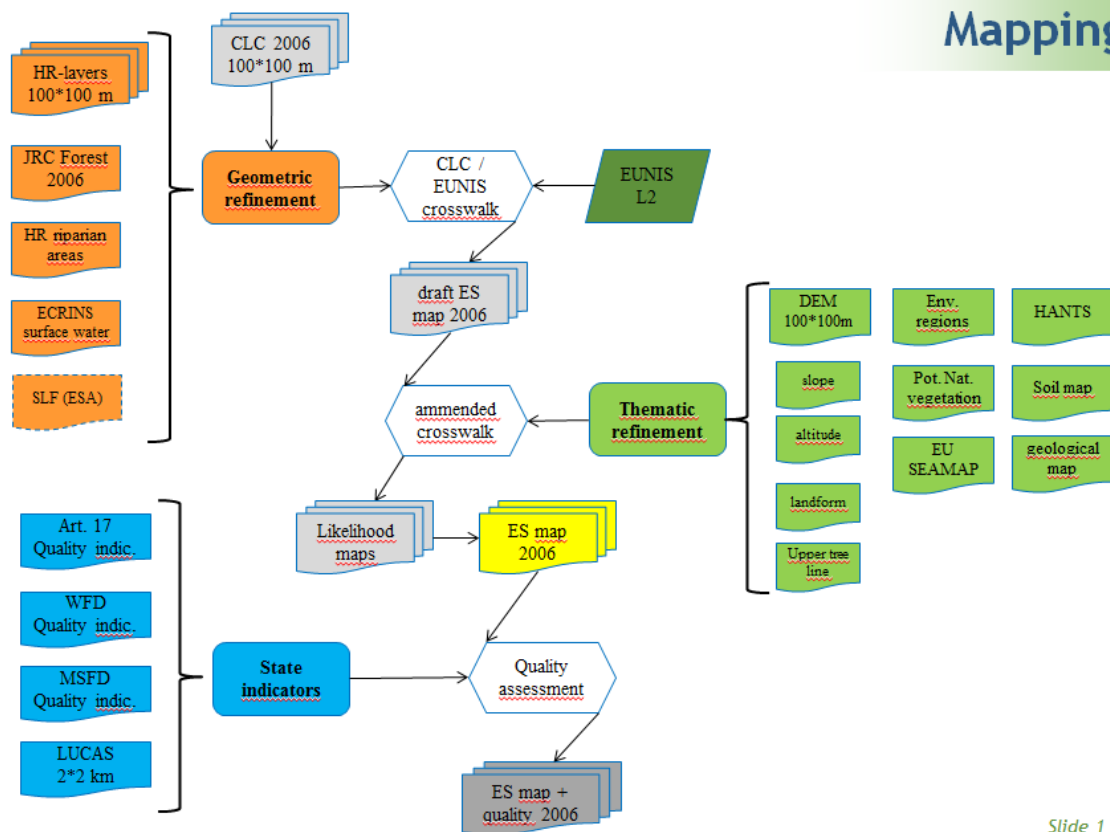 Mapping
CLC 2006
100*100 m
HR-layers
100*100 m
JRC Forest
2006
HR riparian
areas
ECRINS
surface water
SLF (ESA)
Geometric
refinement
CLC /
EUNIS
crosswalk
EUNIS
L2
draft ES
map 2006
ammended
crosswalk
Thematic
refinement
DEM
100*100m
slope
altitude
landform
Upper tree
line
Env.
regions
Pot. Nat.
vegetation
EU
SEAMAP
HANTS
Soil map
geological
map
Likelihood
maps
ES map
2006
Art. 17
Quality indic.
WFD
Quality indic.
MSFD
Quality indic.
LUCAS
2*2 km
State
indicators
Quality
assessment
ES map +
quality 2006
Slide 1